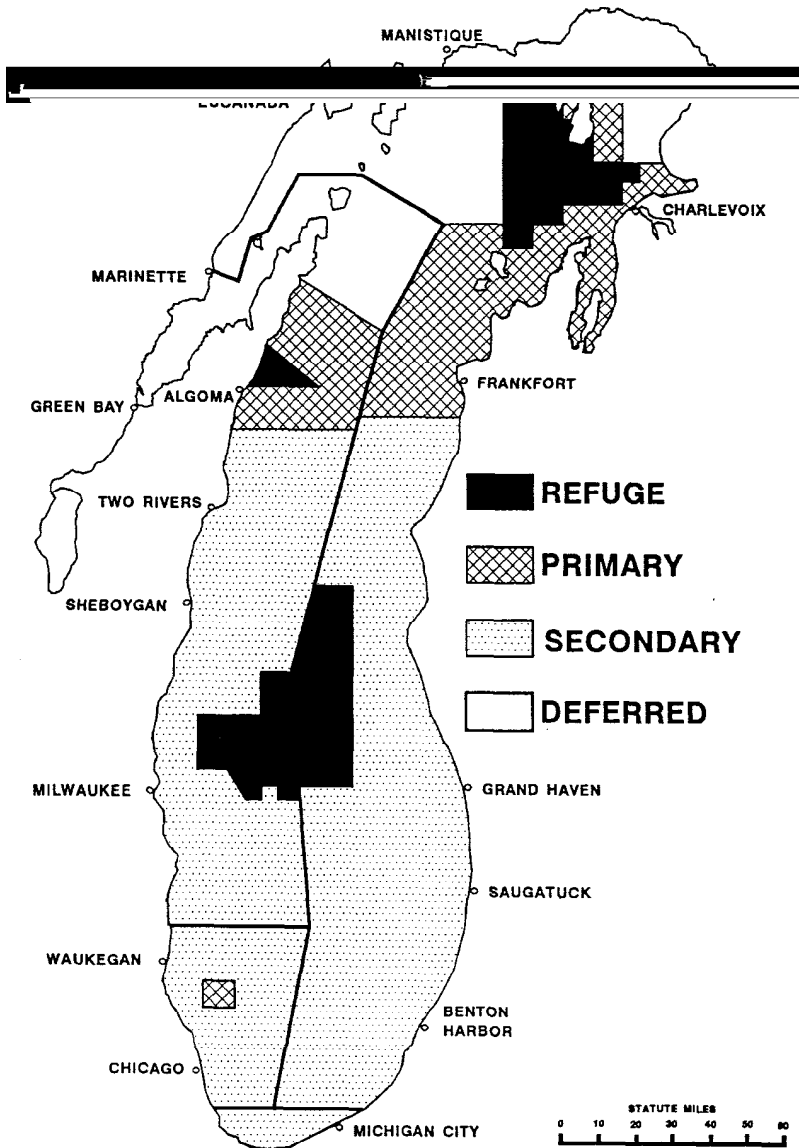 MANISTIQUE
CHARLEVOIX
MARINETTE
GREEN BAY
ALGOMA
FRANKFORT
TWO RIVERS
REFUGE
PRIMARY
SHEBOYGAN
SECONDARY
DEFERRED
MILWAUKEE
GRAND HAVEN
SAUGATUCK
WAUKEGAN
BENTON
HARBOR
CHICAGO
STATUTE MILES
0 10 20 30 40 50 60
MICHIGAN CITY